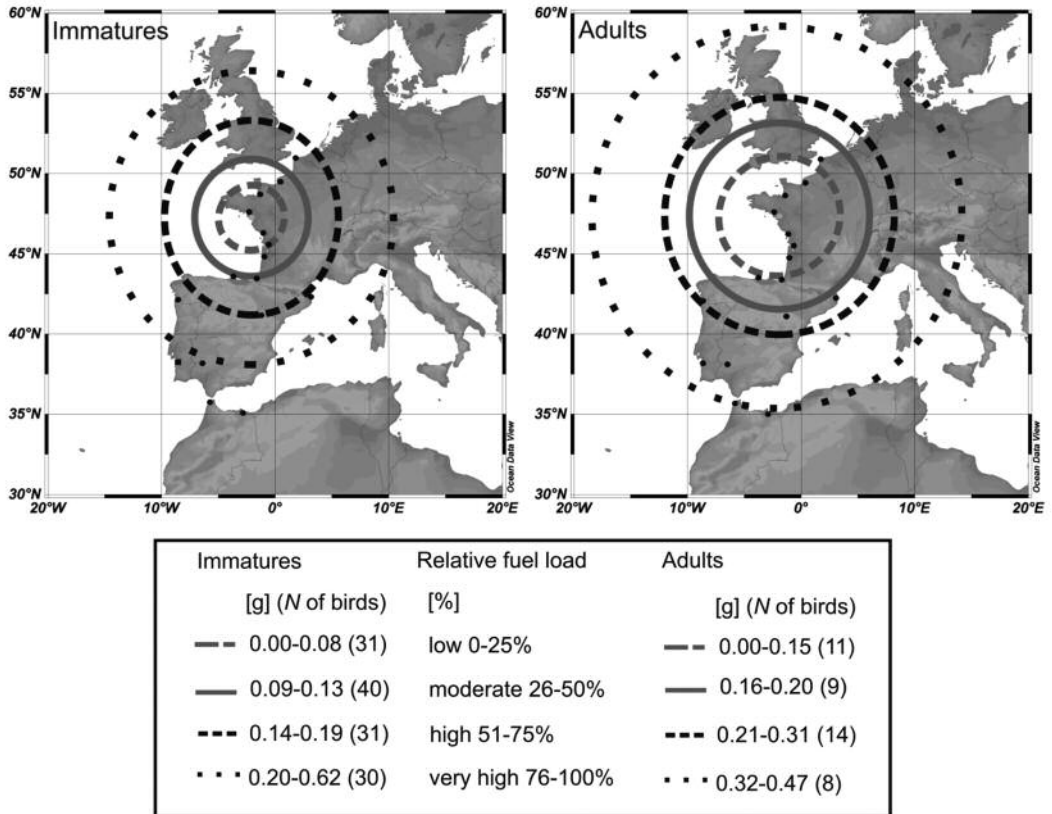 Immatures
Adults
60°N
55°N
50°N
45°N
40°N
35°N
30°N
20°W 10°W 0°E 10°E 20°E
Ocean Data View
60°N
55°N
50°N
45°N
40°N
35°N
30°N
20°W 10°W 0°E 10°E 20°E
Ocean Data View
Immatures Relative fuel load Adults
[g] (N of birds) [%] [g] (N of birds)
0.00-0.08 (31) low 0-25% 0.00-0.15 (11)
0.09-0.13 (40) moderate 26-50% 0.16-0.20 (9)
0.14-0.19 (31) high 51-75% 0.21-0.31 (14)
0.20-0.62 (30) very high 76-100% 0.32-0.47 (8)